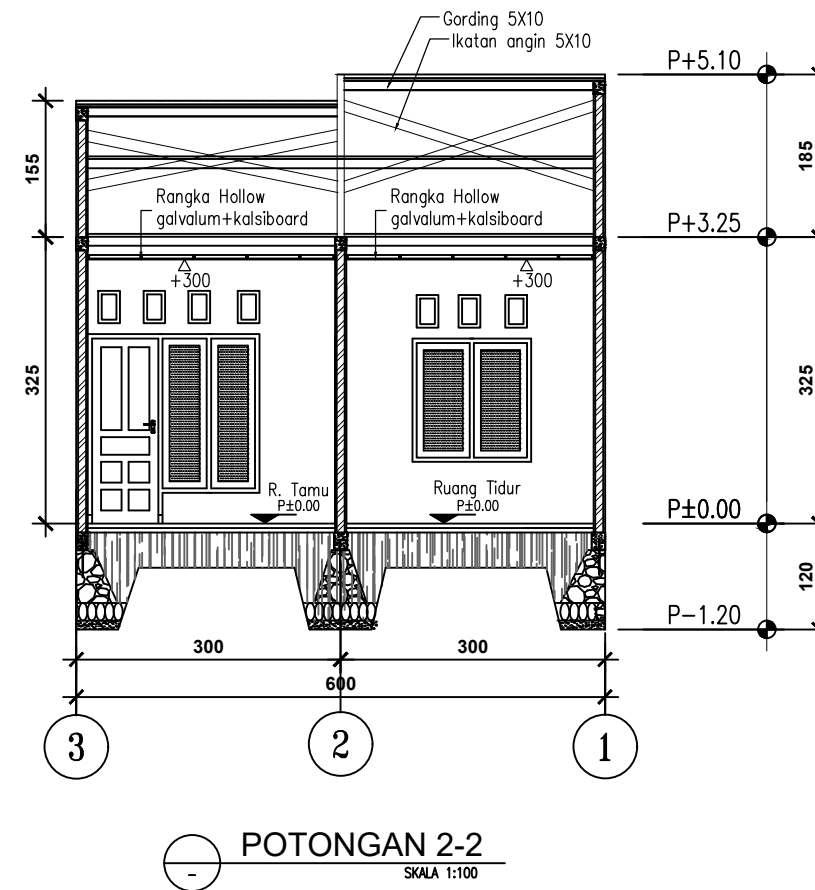 Gording 5X10
Ikatan angin 5X10
P+5.10
155
185
Rangka Hollow
galvalum+kalsiboard
Rangka Hollow
galvalum+kalsiboard
P+3.25
+300
+300
325
325
R. Tamu
P±0.00
Ruang Tidur
P±0.00
P±0.00
120
P−1.20
300
300
600
3
2
1
POTONGAN 2-2
-
SKALA 1:100